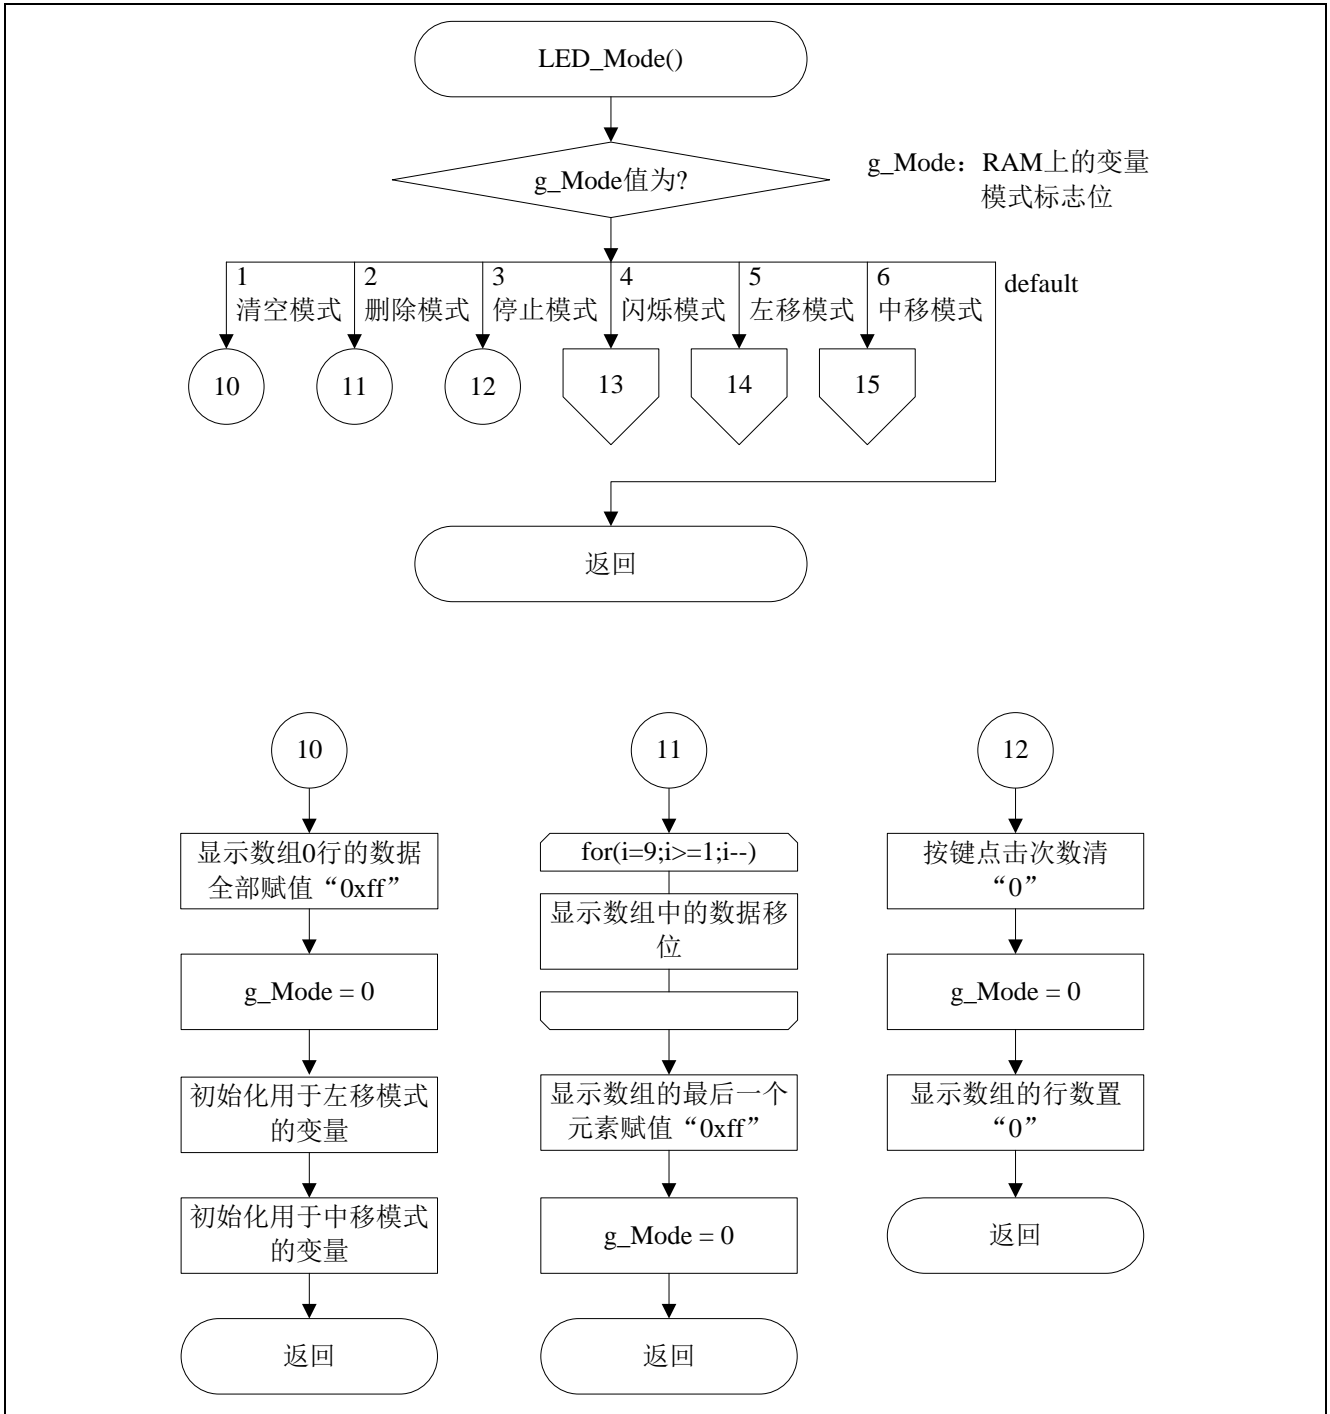 LED_Mode()
g_Mode值为?
g_Mode：RAM上的变量
模式标志位
1
清空模式
2
删除模式
3
停止模式
4
闪烁模式
5
左移模式
6
中移模式
default
10
11
12
13
14
15
返回
10
显示数组0行的数据
全部赋值“0xff”
g_Mode = 0
初始化用于左移模式
的变量
初始化用于中移模式
的变量
返回
11
for(i=9;i>=1;i--)
显示数组中的数据移
位
显示数组的最后一个
元素赋值“0xff”
g_Mode = 0
返回
12
按键点击次数清
“0”
g_Mode = 0
显示数组的行数置
“0”
返回